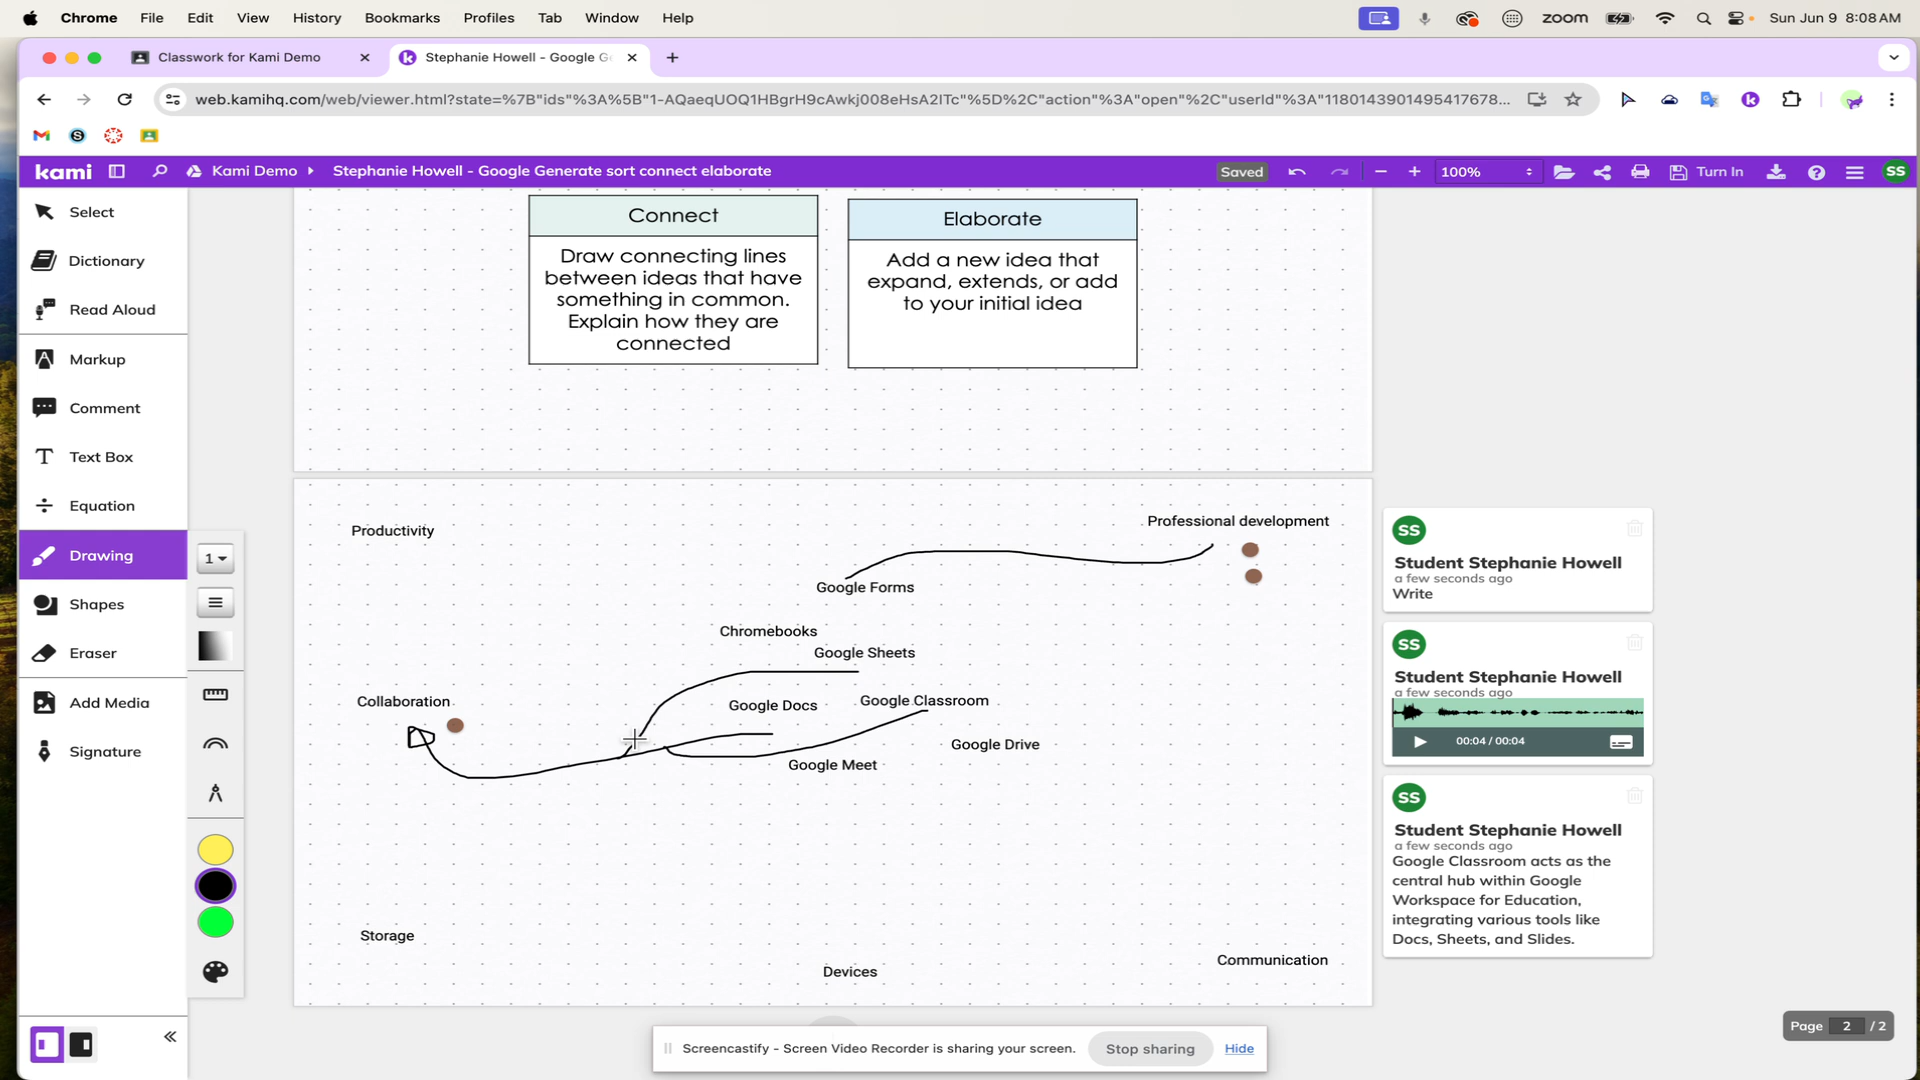 Chrome File Edit View History Bookmarks Profiles Tab Window Help zoom Sun Jun 9 8:08 AM
Classwork for Kami Demo Stephanie Howell - Google G
web.kamihq.com/web/viewer.html?state=%7B"ids"%3A%5B"1-AQaeqUOQ1HBgrH9cAwkj008eHsA2ITc"%5D%2C"action"%3A"open"%2C"userId"%3A"1180143901495417678...
kami Kami Demo Stephanie Howell - Google Generate sort connect elaborate Saved 100% Turn In SS
Select
Dictionary
Read Aloud
Markup
Comment
Text Box
Equation
Drawing
Shapes
Eraser
Add Media
Signature
1
Connect
Draw connecting lines
between ideas that have
something in common.
Explain how they are
connected
Elaborate
Add a new idea that
expand, extends, or add
to your initial idea
Productivity
Professional development
Google Forms
Chromebooks
Google Sheets
Collaboration
Google Docs
Google Classroom
Google Drive
Google Meet
Storage
Devices
Communication
SS
Student Stephanie Howell
a few seconds ago
Write
SS
Student Stephanie Howell
a few seconds ago
00:04 / 00:04
SS
Student Stephanie Howell
a few seconds ago
Google Classroom acts as the
central hub within Google
Workspace for Education,
integrating various tools like
Docs, Sheets, and Slides.
Page 2 / 2
Screencastify - Screen Video Recorder is sharing your screen. Stop sharing Hide